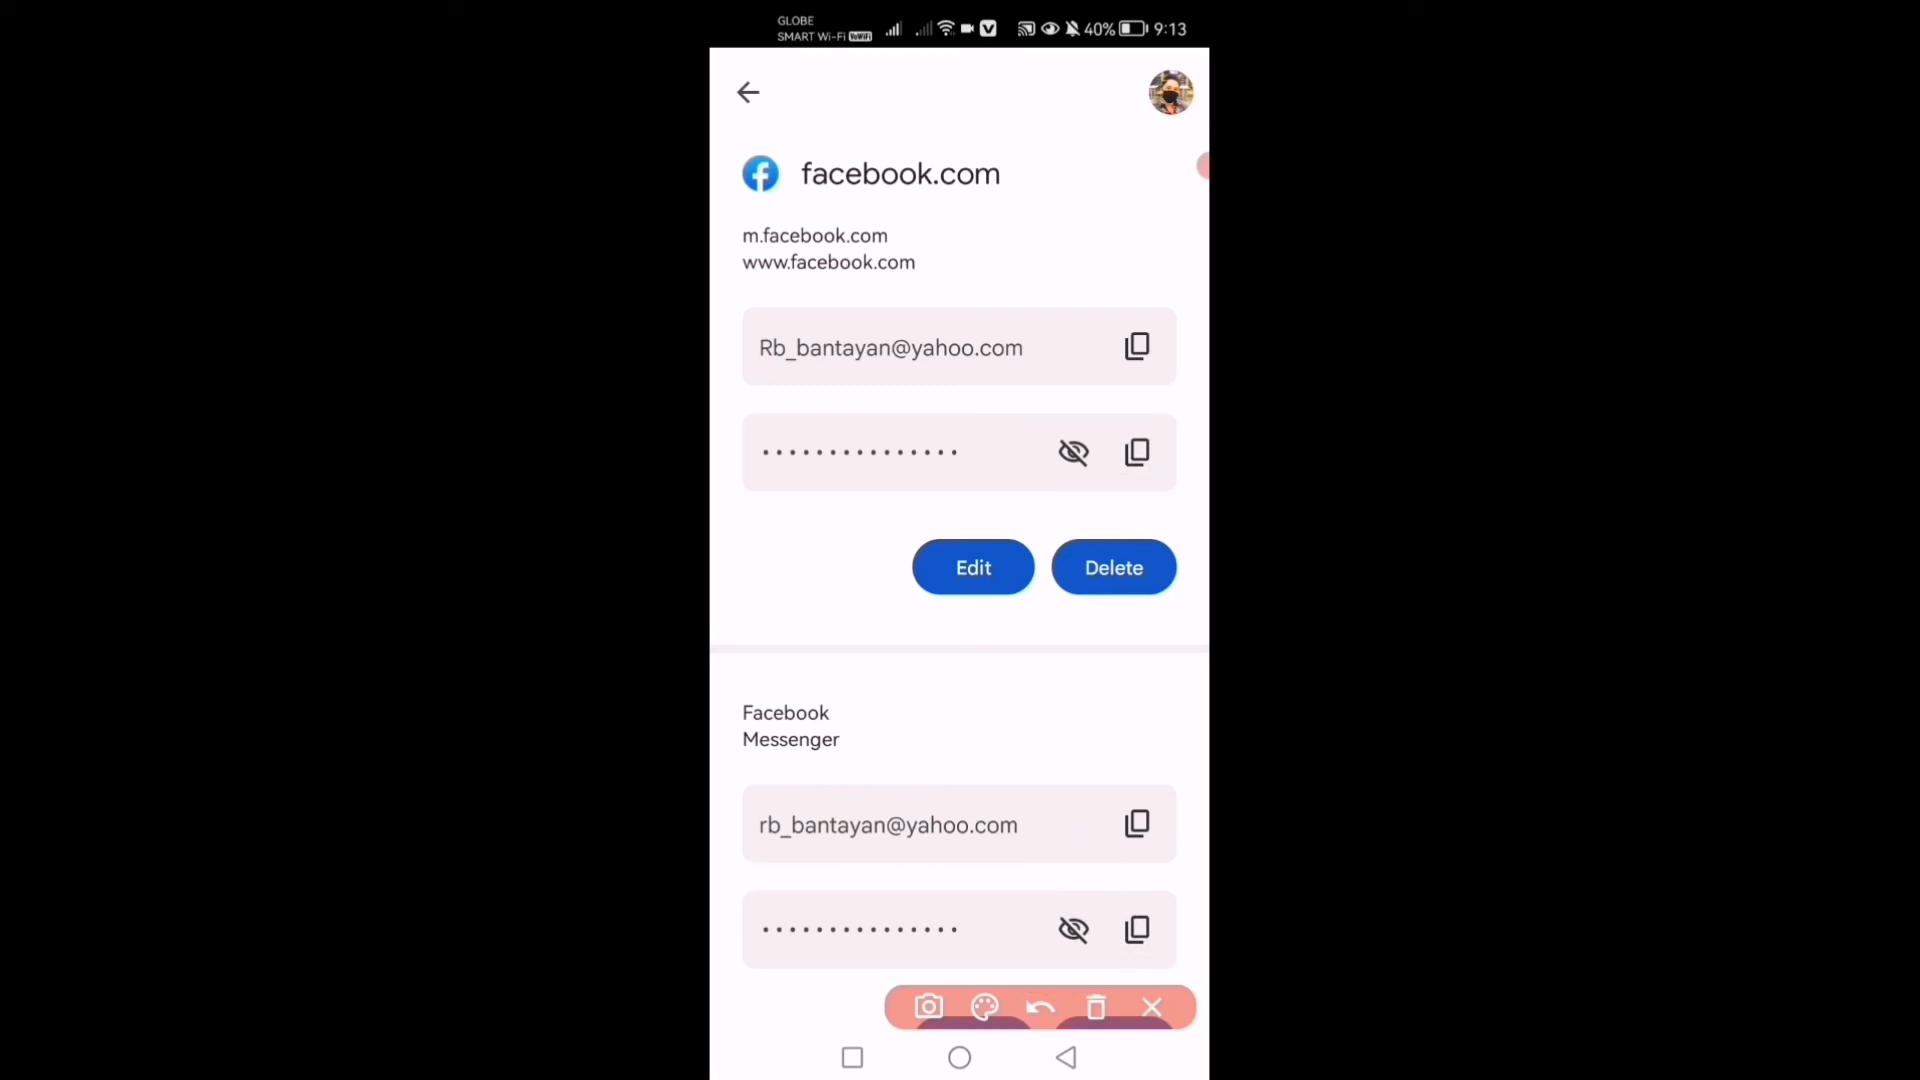 GLOBE
SMART Wi-Fi VoWiFi
40% 9:13
facebook.com
m.facebook.com
www.facebook.com
Rb_bantayan@yahoo.com
•••••••••••••••
Edit Delete
Facebook
Messenger
rb_bantayan@yahoo.com
•••••••••••••••